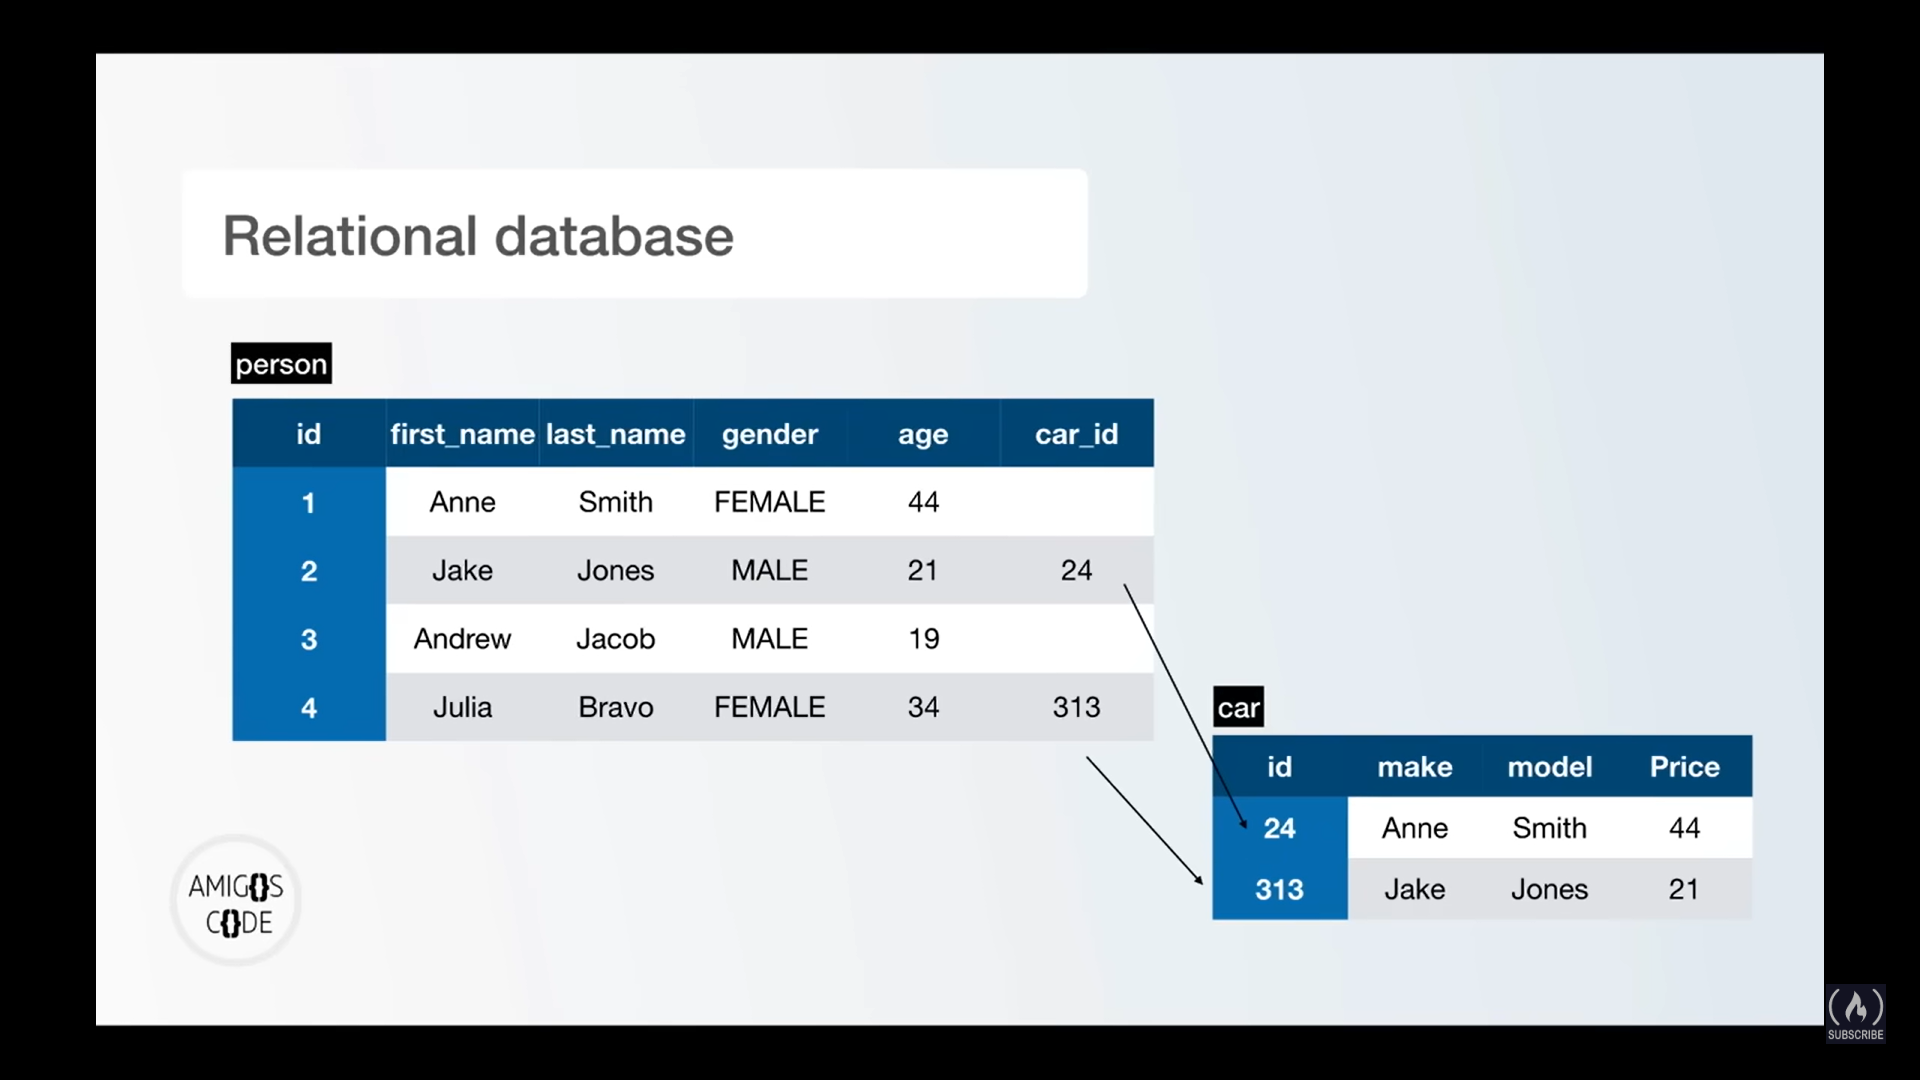 Relational database
person
id first_name last_name gender age car_id
1 Anne Smith FEMALE 44
2 Jake Jones MALE 21 24
3 Andrew Jacob MALE 19
4 Julia Bravo FEMALE 34 313
car
id make model Price
24 Anne Smith 44
313 Jake Jones 21
AMIG{}S
C{}DE
SUBSCRIBE